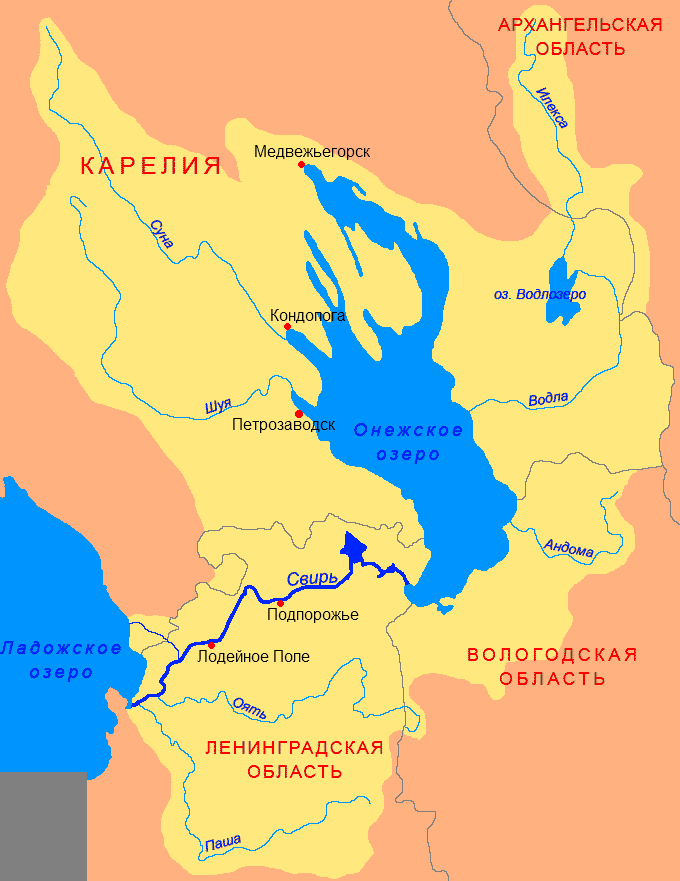 АРХАНГЕЛЬСКАЯ
ОБЛАСТЬ
Илекса
Медвежьегорск
КАРЕЛИЯ
Суна
оз. Водлозеро
Кондопога
Шуя
Водла
Петрозаводск
Онежское
озеро
Андома
Свирь
Подпорожье
Лодейное Поле
Ладожское
озеро
ВОЛОГОДСКАЯ
ОБЛАСТЬ
Оять
ЛЕНИНГРАДСКАЯ
ОБЛАСТЬ
Паша